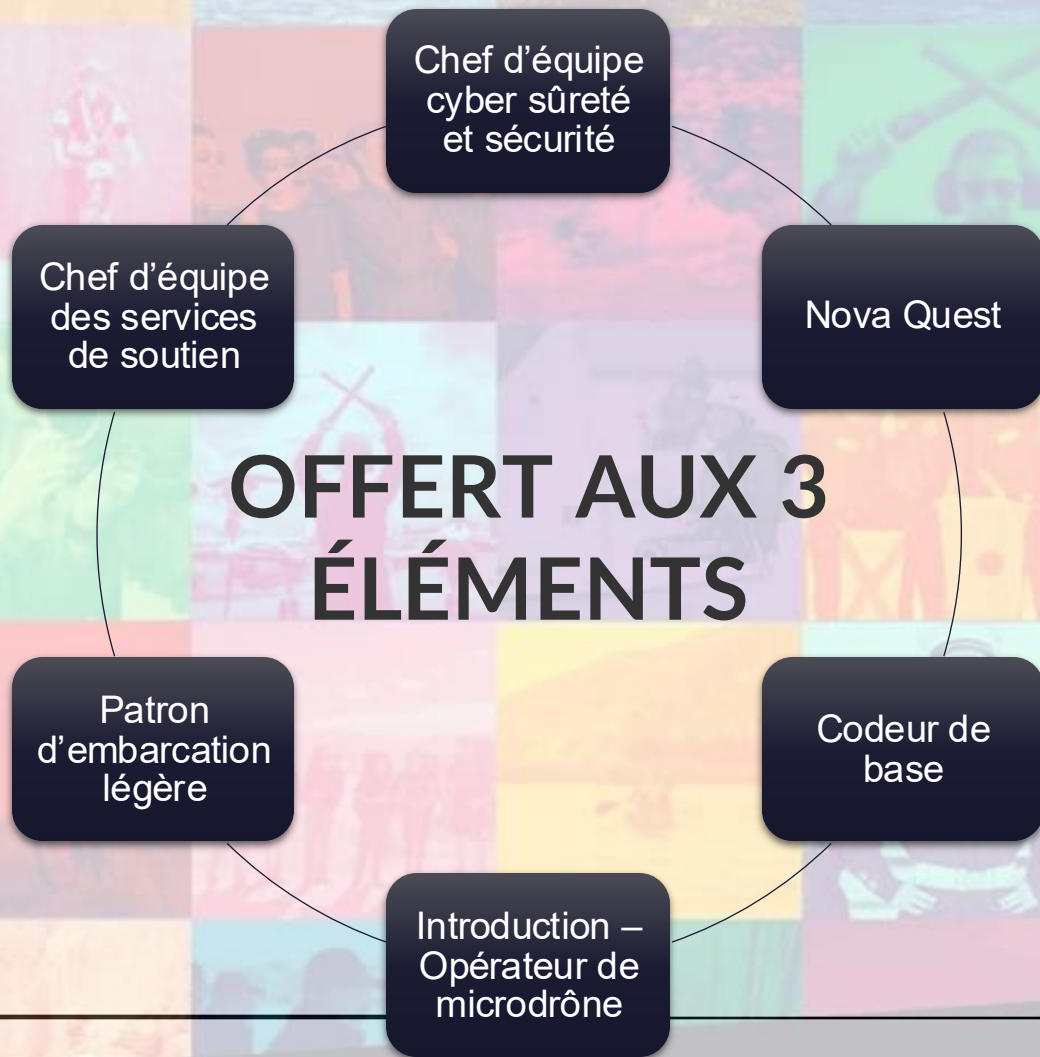 Chef d’équipe
cyber sûreté
et sécurité
Chef d’équipe
des services
de soutien
Nova Quest
OFFERT AUX 3
ÉLÉMENTS
Patron
d’embarcation
légère
Codeur de
base
Introduction –
Opérateur de
microdrône